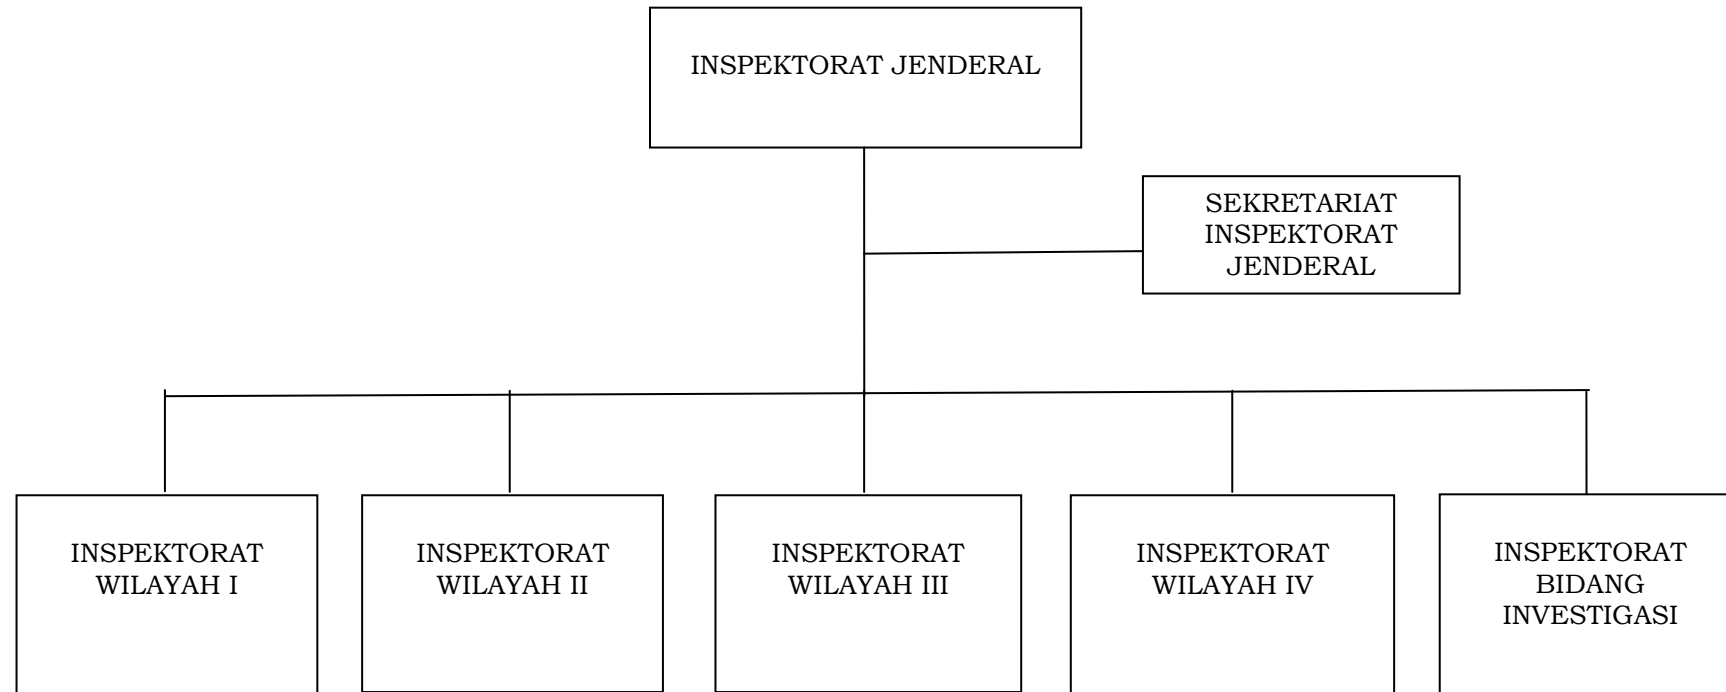 INSPEKTORAT JENDERAL
SEKRETARIAT
INSPEKTORAT
JENDERAL
INSPEKTORAT
WILAYAH I
INSPEKTORAT
WILAYAH II
INSPEKTORAT
WILAYAH III
INSPEKTORAT
WILAYAH IV
INSPEKTORAT
BIDANG
INVESTIGASI